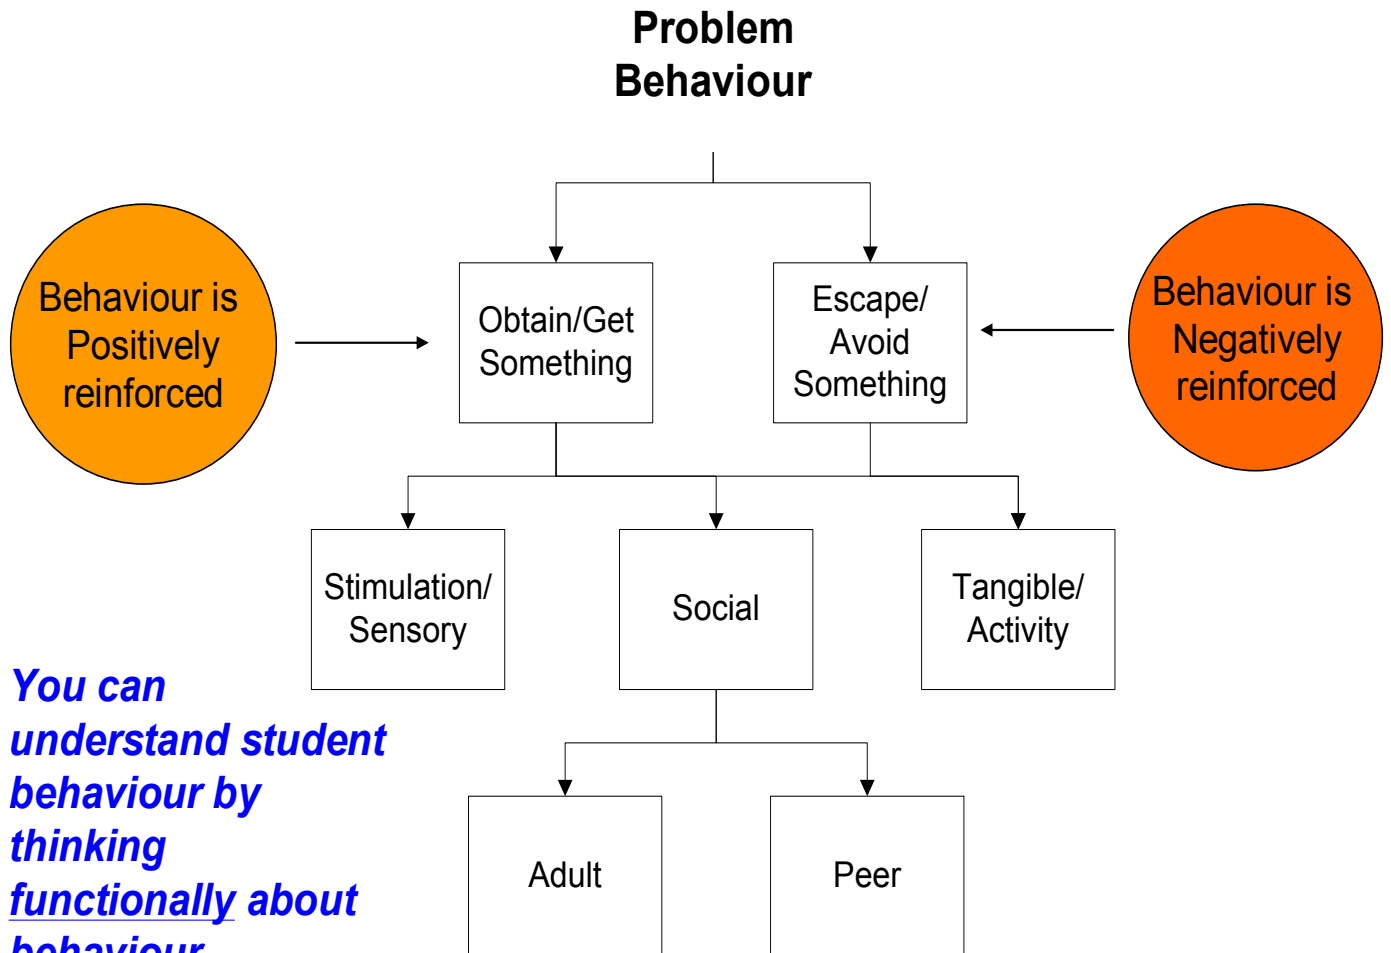 Problem
Behaviour
Behaviour is
Positively
reinforced
Obtain/Get
Something
Escape/
Avoid
Something
Behaviour is
Negatively
reinforced
Stimulation/
Sensory
Social
Tangible/
Activity
You can
understand student
behaviour by
thinking
functionally about
behaviour
Adult
Peer